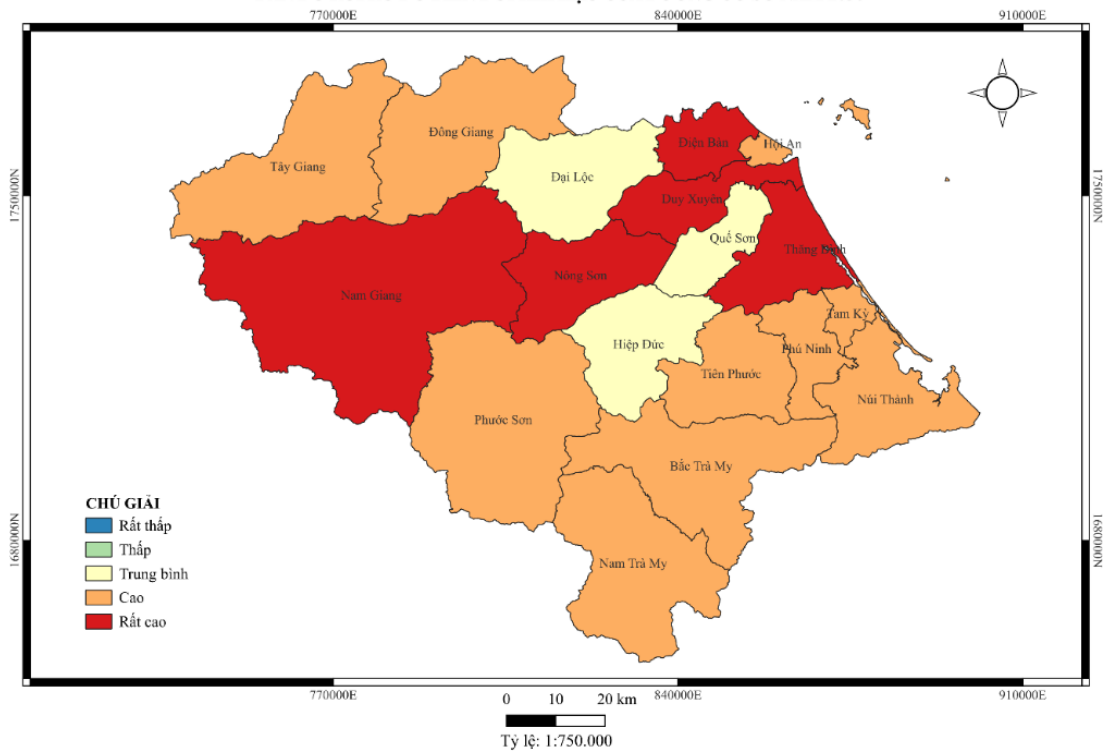 770000E 840000E 910000E
1750000N
1750000N
Đông Giang
Điện Bàn
Hội An
Tây Giang
Đại Lộc
Duy Xuyên
Quế Sơn
Thăng Bình
Nông Sơn
Nam Giang
Tam Kỳ
Hiệp Đức
Phú Ninh
Tiên Phước
Núi Thành
Phước Sơn
Bắc Trà My
Nam Trà My
CHÚ GIẢI
Rất thấp
Thấp
Trung bình
Cao
Rất cao
1680000N
1680000N
770000E 840000E 910000E
0 10 20 km
Tỷ lệ: 1:750.000